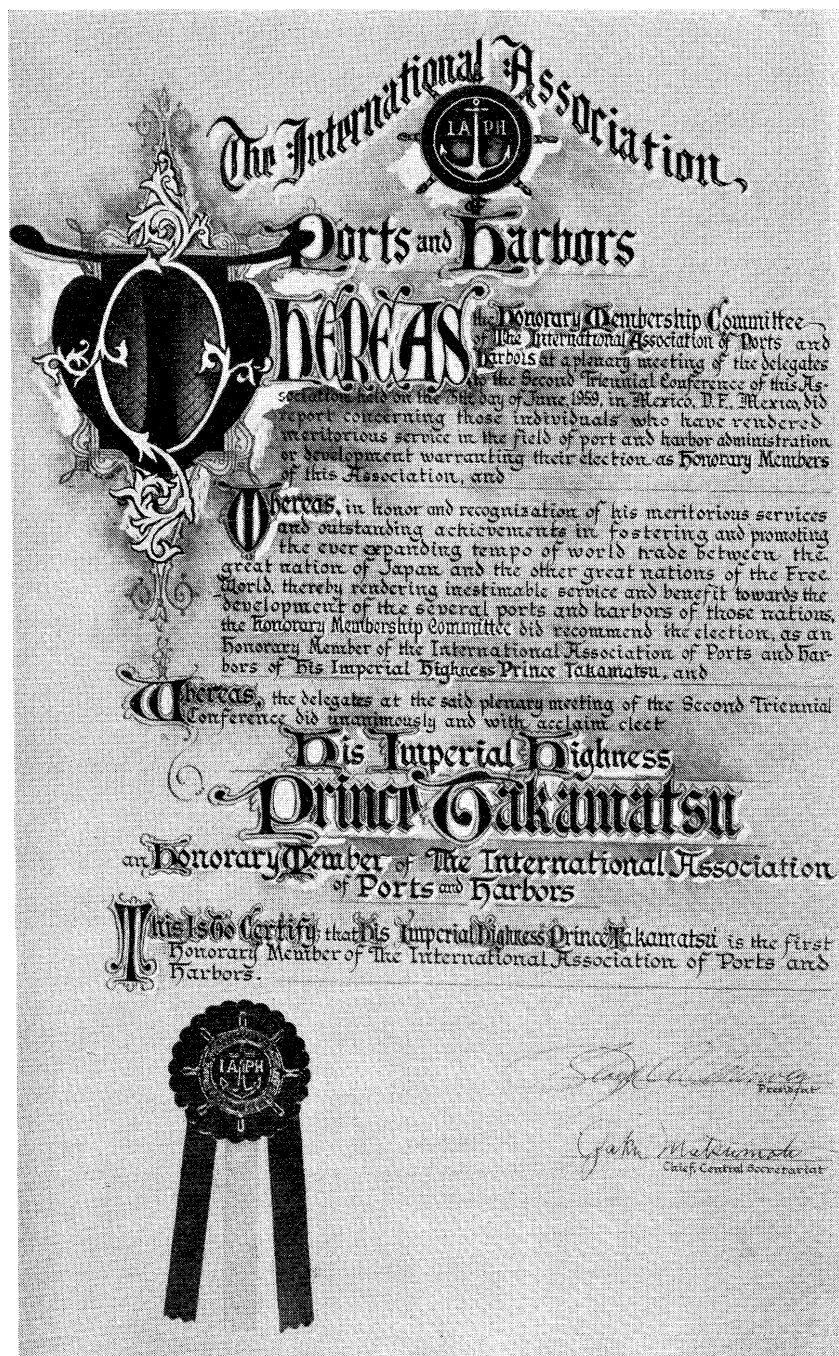 The International Association
IAPH
of
Ports and Harbors
WHEREAS the Honorary Membership Committee
of The International Association of Ports and
Harbors at a plenary meeting of the delegates
to the Second Triennial Conference of this As-
sociation held on the day of June, 1959, in Mexico, D.F., Mexico, did
report concerning those individuals who have rendered
meritorious service in the field of port and harbor administration
or development warranting their election as Honorary Members
of this Association, and
Whereas, in honor and recognization of his meritorious services
and outstanding achievements in fostering and promoting
the ever expanding tempo of world trade between the
great nation of Japan and the other great nations of the Free
World, thereby rendering inestimable service and benefit towards the
development of the several ports and harbors of those nations,
the Honorary Membership Committee did recommend the election, as an
Honorary Member of the International Association of Ports and Har-
bors of His Imperial Highness Prince Takamatsu, and
Whereas, the delegates at the said plenary meeting of the Second Triennial
Conference did unanimously and with acclaim elect
His Imperial Highness
Prince Takamatsu
an Honorary Member of The International Association
of Ports and Harbors
This Is To Certify, that His Imperial Highness Prince Takamatsu is the first
Honorary Member of The International Association of Ports and
Harbors.
IAPH
President
Gaku Matsumoto
Chief, Central Secretariat